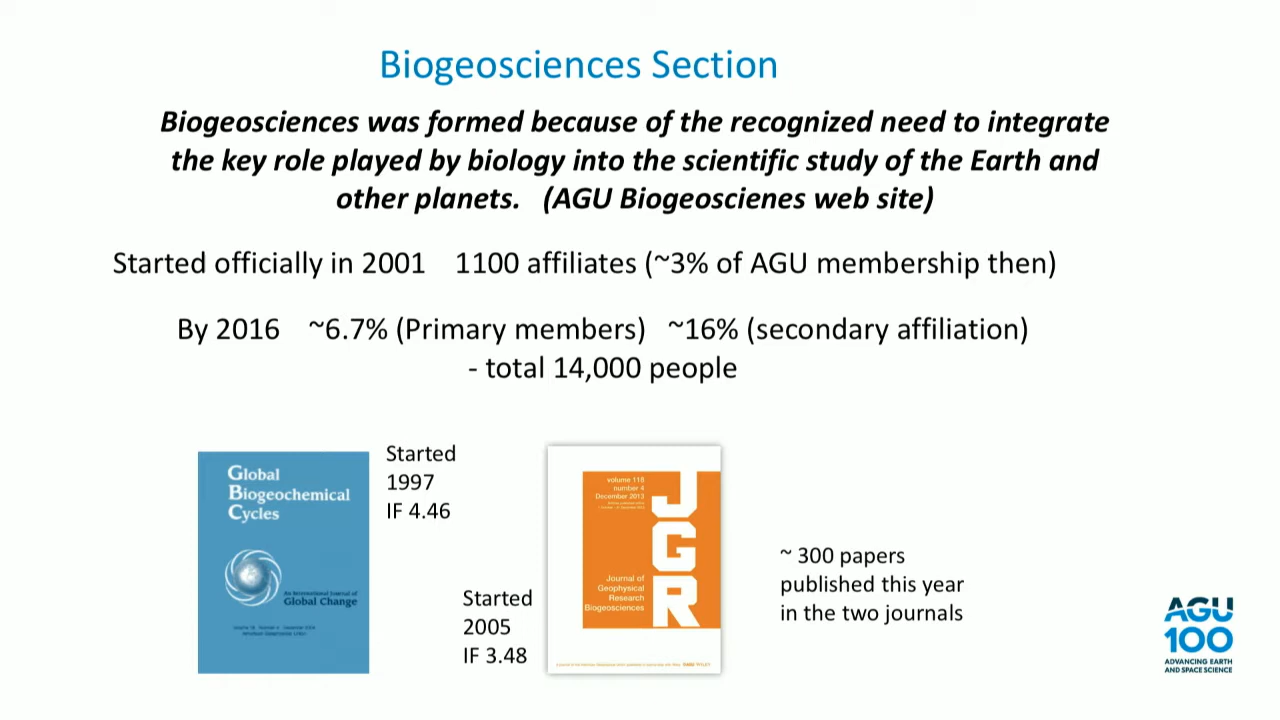 Biogeosciences Section
Biogeosciences was formed because of the recognized need to integrate
the key role played by biology into the scientific study of the Earth and
other planets. (AGU Biogeoscienes web site)
Started officially in 2001 1100 affiliates (~3% of AGU membership then)
By 2016 ~6.7% (Primary members) ~16% (secondary affiliation)
- total 14,000 people
Global
Biogeochemical
Cycles
An International Journal of
Global Change
Started
1997
IF 4.46
Started
2005
IF 3.48
volume 118
number 4
December 2013
JGR
Journal of
Geophysical
Research
Biogeosciences
~ 300 papers
published this year
in the two journals
AGU
100
ADVANCING EARTH
AND SPACE SCIENCE